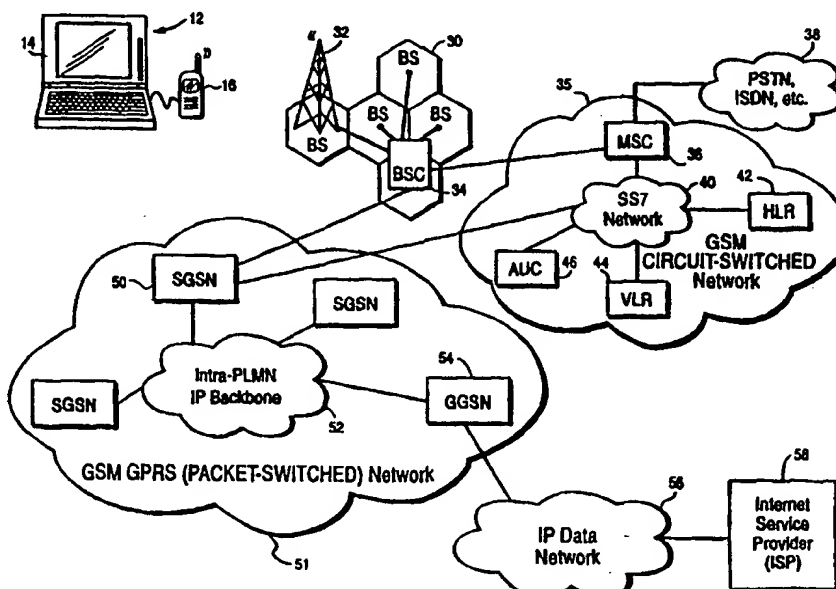 12
14
16
32
30
BS
BS
BS
BS
BSC
34
38
PSTN,
ISDN, etc.
35
MSC
36
40
SS7
Network
42
HLR
GSM
CIRCUIT-SWITCHED
Network
AUC
46
44
VLR
50
SGSN
SGSN
SGSN
Intra-PLMN
IP Backbone
52
54
GGSN
GSM GPRS (PACKET-SWITCHED) Network
51
56
IP Data
Network
58
Internet
Service
Provider
(ISP)